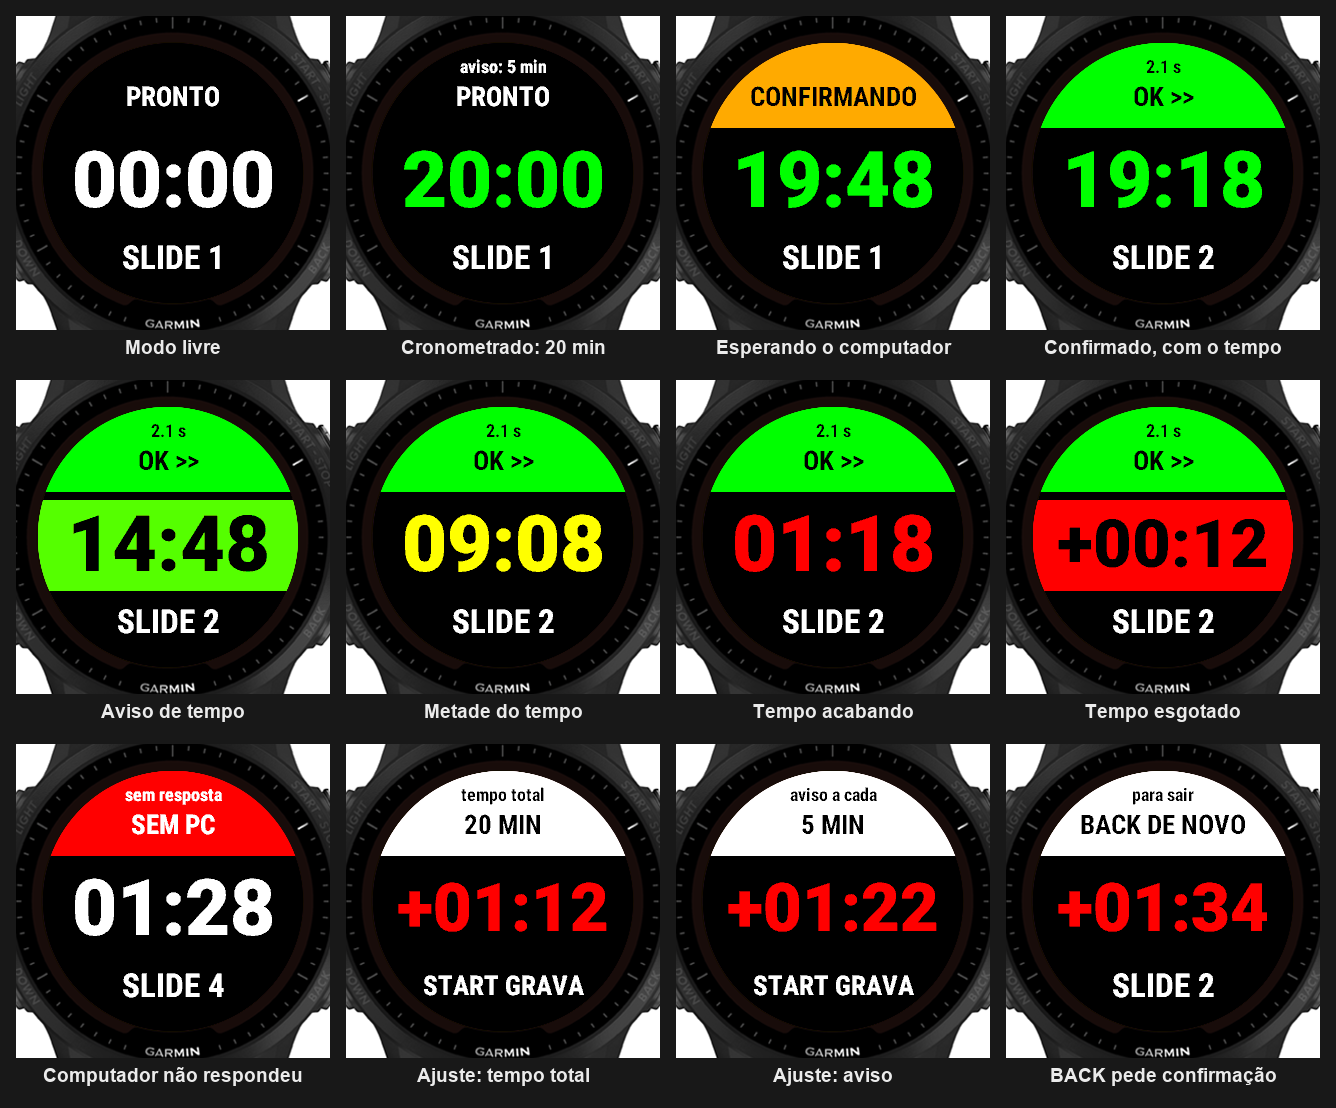 PRONTO
00:00
SLIDE 1
GARMIN
Modo livre
aviso: 5 min
PRONTO
20:00
SLIDE 1
GARMIN
Cronometrado: 20 min
CONFIRMANDO
19:48
SLIDE 1
GARMIN
Esperando o computador
2.1 s
OK >>
19:18
SLIDE 2
GARMIN
Confirmado, com o tempo
2.1 s
OK >>
14:48
SLIDE 2
GARMIN
Aviso de tempo
2.1 s
OK >>
09:08
SLIDE 2
GARMIN
Metade do tempo
2.1 s
OK >>
01:18
SLIDE 2
GARMIN
Tempo acabando
2.1 s
OK >>
+00:12
SLIDE 2
GARMIN
Tempo esgotado
sem resposta
SEM PC
01:28
SLIDE 4
GARMIN
Computador não respondeu
tempo total
20 MIN
+01:12
START GRAVA
GARMIN
Ajuste: tempo total
aviso a cada
5 MIN
+01:22
START GRAVA
GARMIN
Ajuste: aviso
para sair
BACK DE NOVO
+01:34
SLIDE 2
GARMIN
BACK pede confirmação